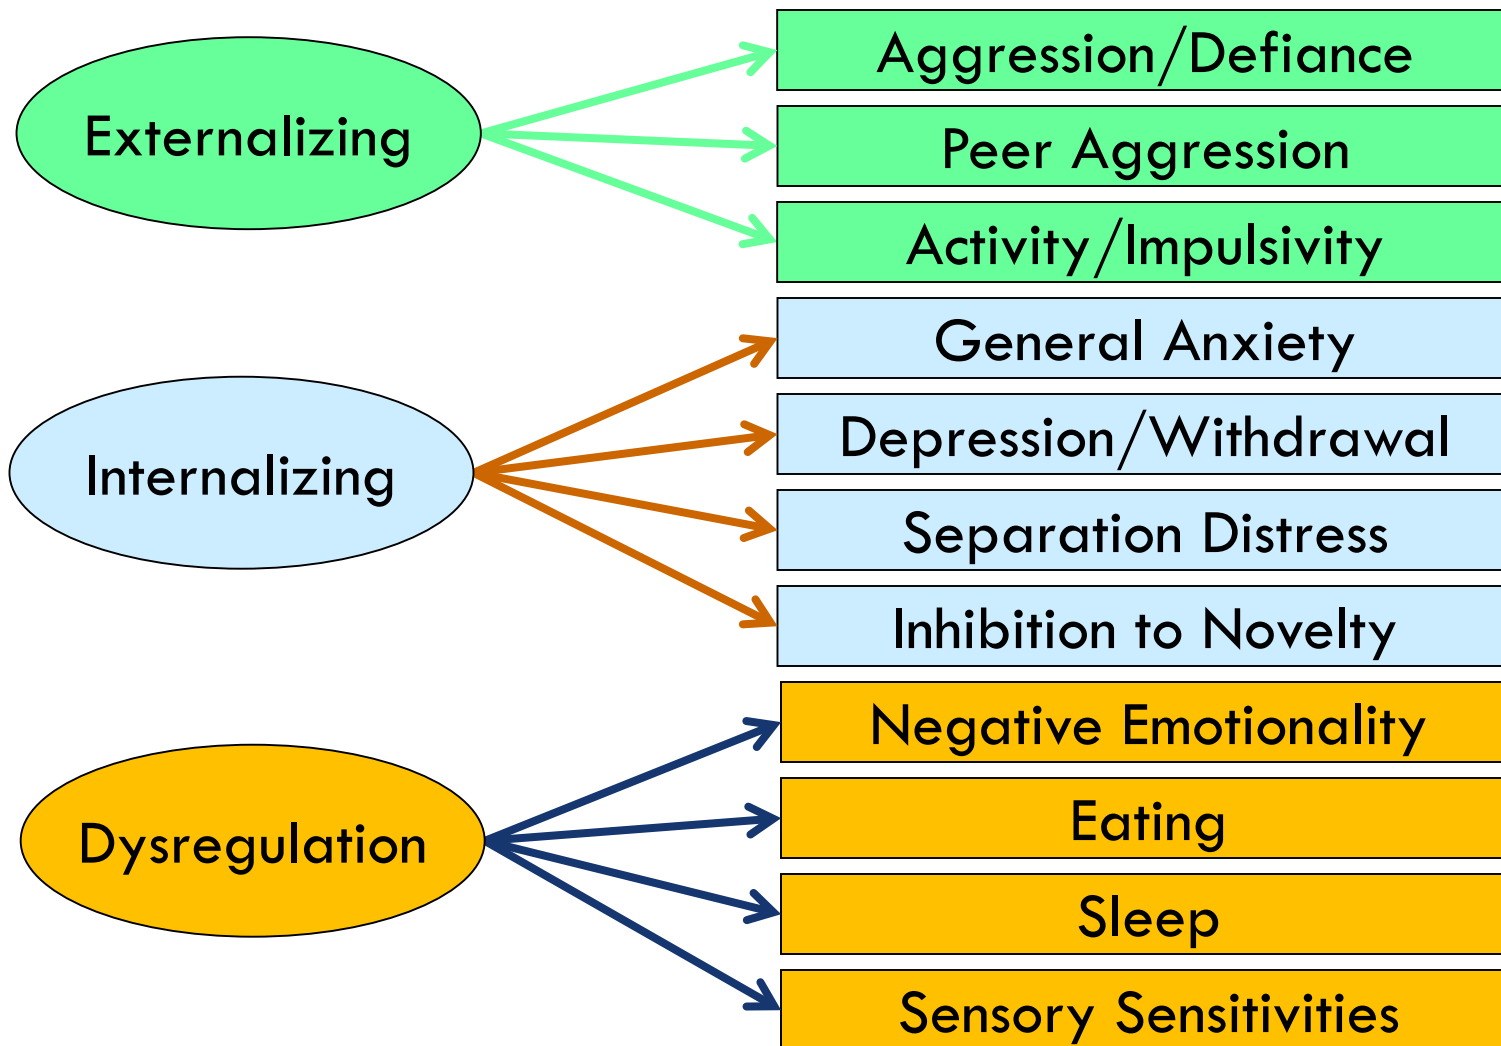 Externalizing
Aggression/Defiance
Peer Aggression
Activity/Impulsivity
Internalizing
General Anxiety
Depression/Withdrawal
Separation Distress
Inhibition to Novelty
Dysregulation
Negative Emotionality
Eating
Sleep
Sensory Sensitivities